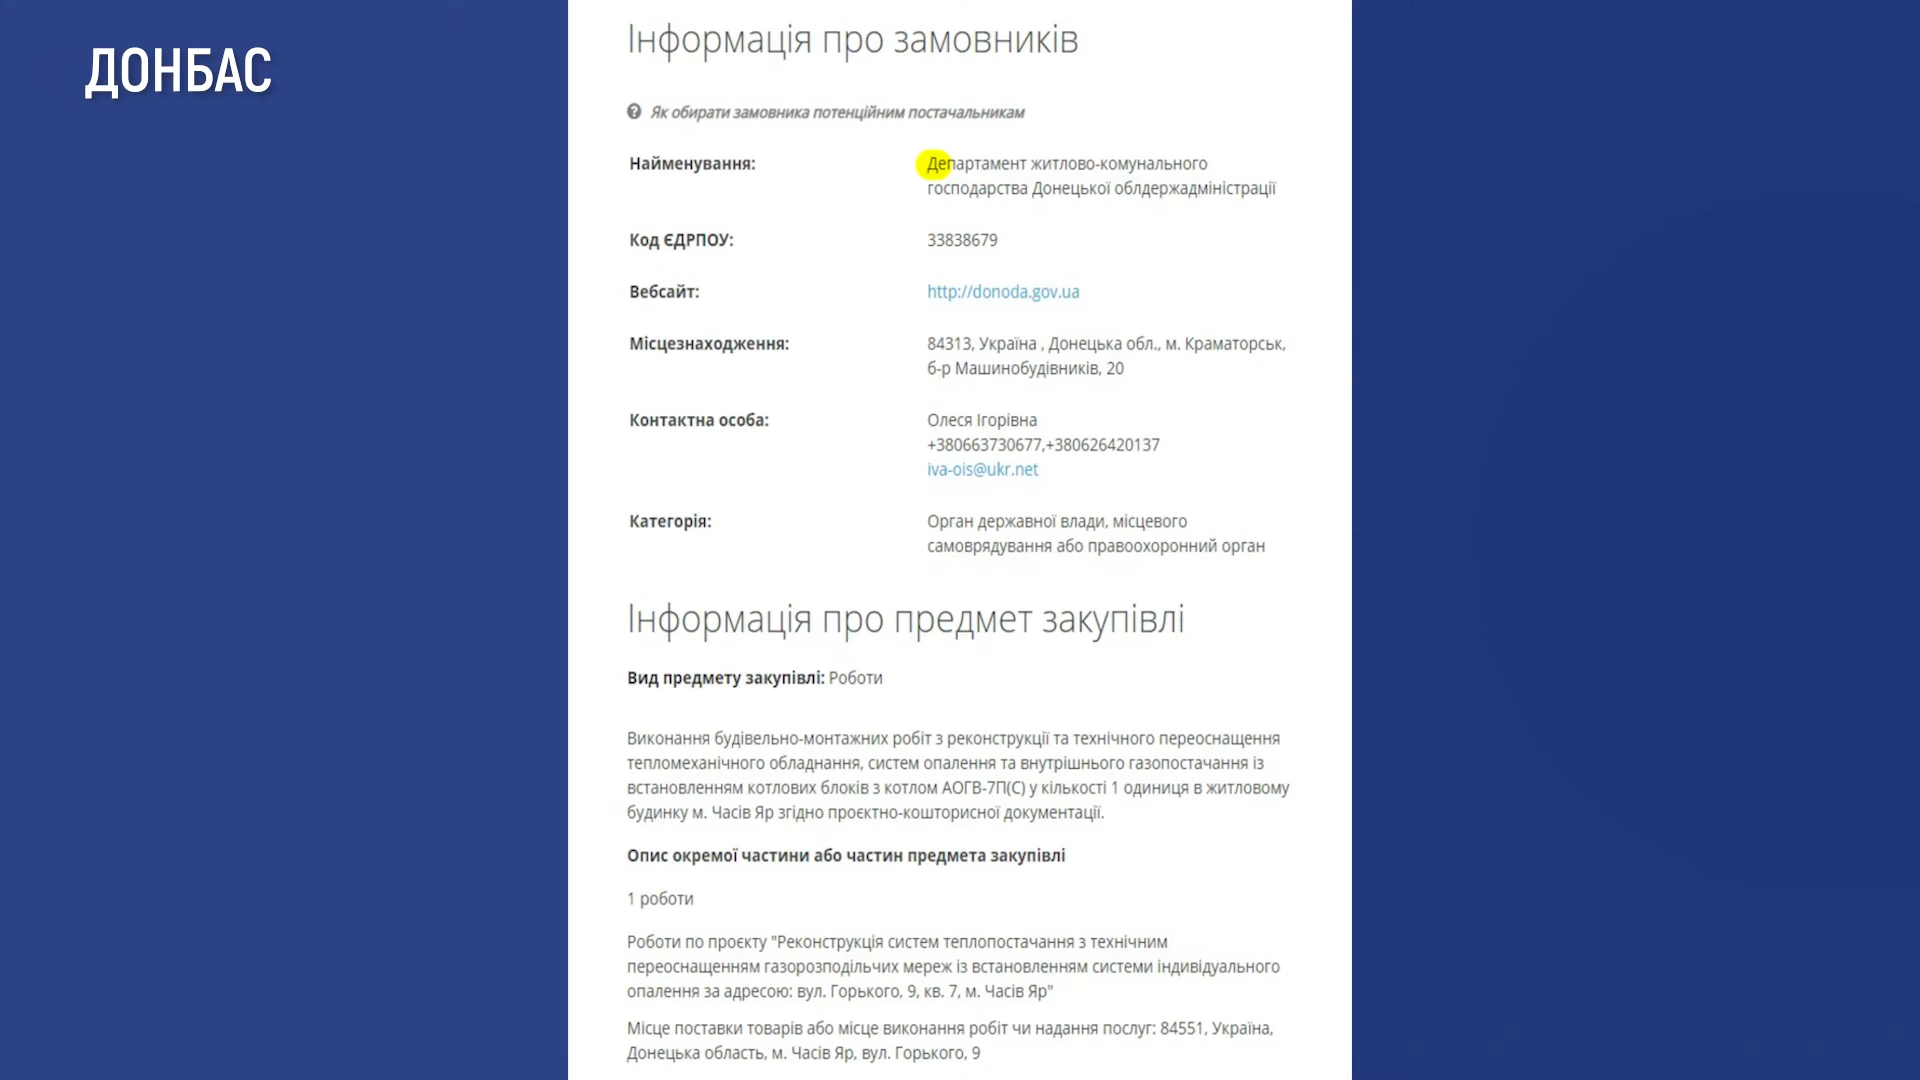 ДОНБАС
Інформація про замовників
Як обирати замовника потенційним постачальникам
Найменування:
Департамент житлово-комунального
господарства Донецької облдержадміністрації
Код ЄДРПОУ:
33838679
Вебсайт:
http://donoda.gov.ua
Місцезнаходження:
84313, Україна , Донецька обл., м. Краматорськ,
б-р Машинобудівників, 20
Контактна особа:
Олеся Ігорівна
+380663730677,+380626420137
iva-ois@ukr.net
Категорія:
Орган державної влади, місцевого
самоврядування або правоохоронний орган
Інформація про предмет закупівлі
Вид предмету закупівлі: Роботи
Виконання будівельно-монтажних робіт з реконструкції та технічного переоснащення
тепломеханічного обладнання, систем опалення та внутрішнього газопостачання із
встановленням котлових блоків з котлом АОГВ-7П(С) у кількості 1 одиниця в житловому
будинку м. Часів Яр згідно проєктно-кошторисної документації.
Опис окремої частини або частин предмета закупівлі
1 роботи
Роботи по проєкту "Реконструкція систем теплопостачання з технічним
переоснащенням газорозподільчих мереж із встановленням системи індивідуального
опалення за адресою: вул. Горького, 9, кв. 7, м. Часів Яр"
Місце поставки товарів або місце виконання робіт чи надання послуг: 84551, Україна,
Донецька область, м. Часів Яр, вул. Горького, 9